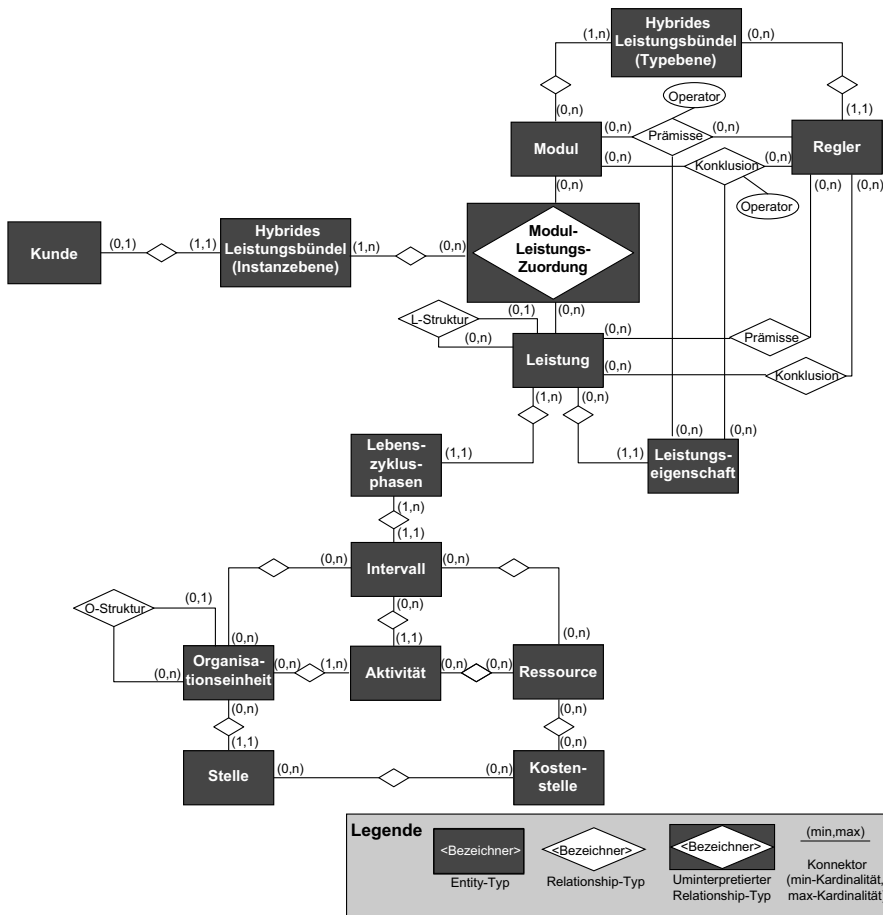 Hybrides
Leistungsbündel
(Typebene)
(1,n)
(0,n)
Operator
(0,n)
(1,1)
Modul
(0,n)
Prämisse
(0,n)
Regler
(0,n)
Konklusion
(0,n)
(0,n)
(0,n)
(0,n)
Operator
Kunde
(0,1)
(1,1)
Hybrides
Leistungsbündel
(Instanzebene)
(1,n)
(0,n)
Modul-
Leistungs-
Zuordung
L-Struktur
(0,1)
(0,n)
(0,n)
Leistung
(0,n)
Prämisse
(0,n)
Konklusion
(1,n)
(0,n)
Lebens-
zyklus-
phasen
(1,1)
(1,1)
(0,n)
(0,n)
Leistungs-
eigenschaft
(1,n)
(1,1)
(0,n)
Intervall
(0,n)
O-Struktur
(0,1)
(0,n)
(0,n)
(0,n)
(1,1)
(0,n)
Organisa-
tionseinheit
(0,n)
(1,n)
Aktivität
(0,n)
(0,n)
Ressource
(0,n)
(1,1)
(0,n)
(0,n)
Stelle
(0,n)
(0,n)
Kosten-
stelle
Legende
<Bezeichner>
Entity-Typ
<Bezeichner>
Relationship-Typ
<Bezeichner>
Uminterpretierter
Relationship-Typ
(min,max)
Konnektor
(min-Kardinalität,
max-Kardinalität)